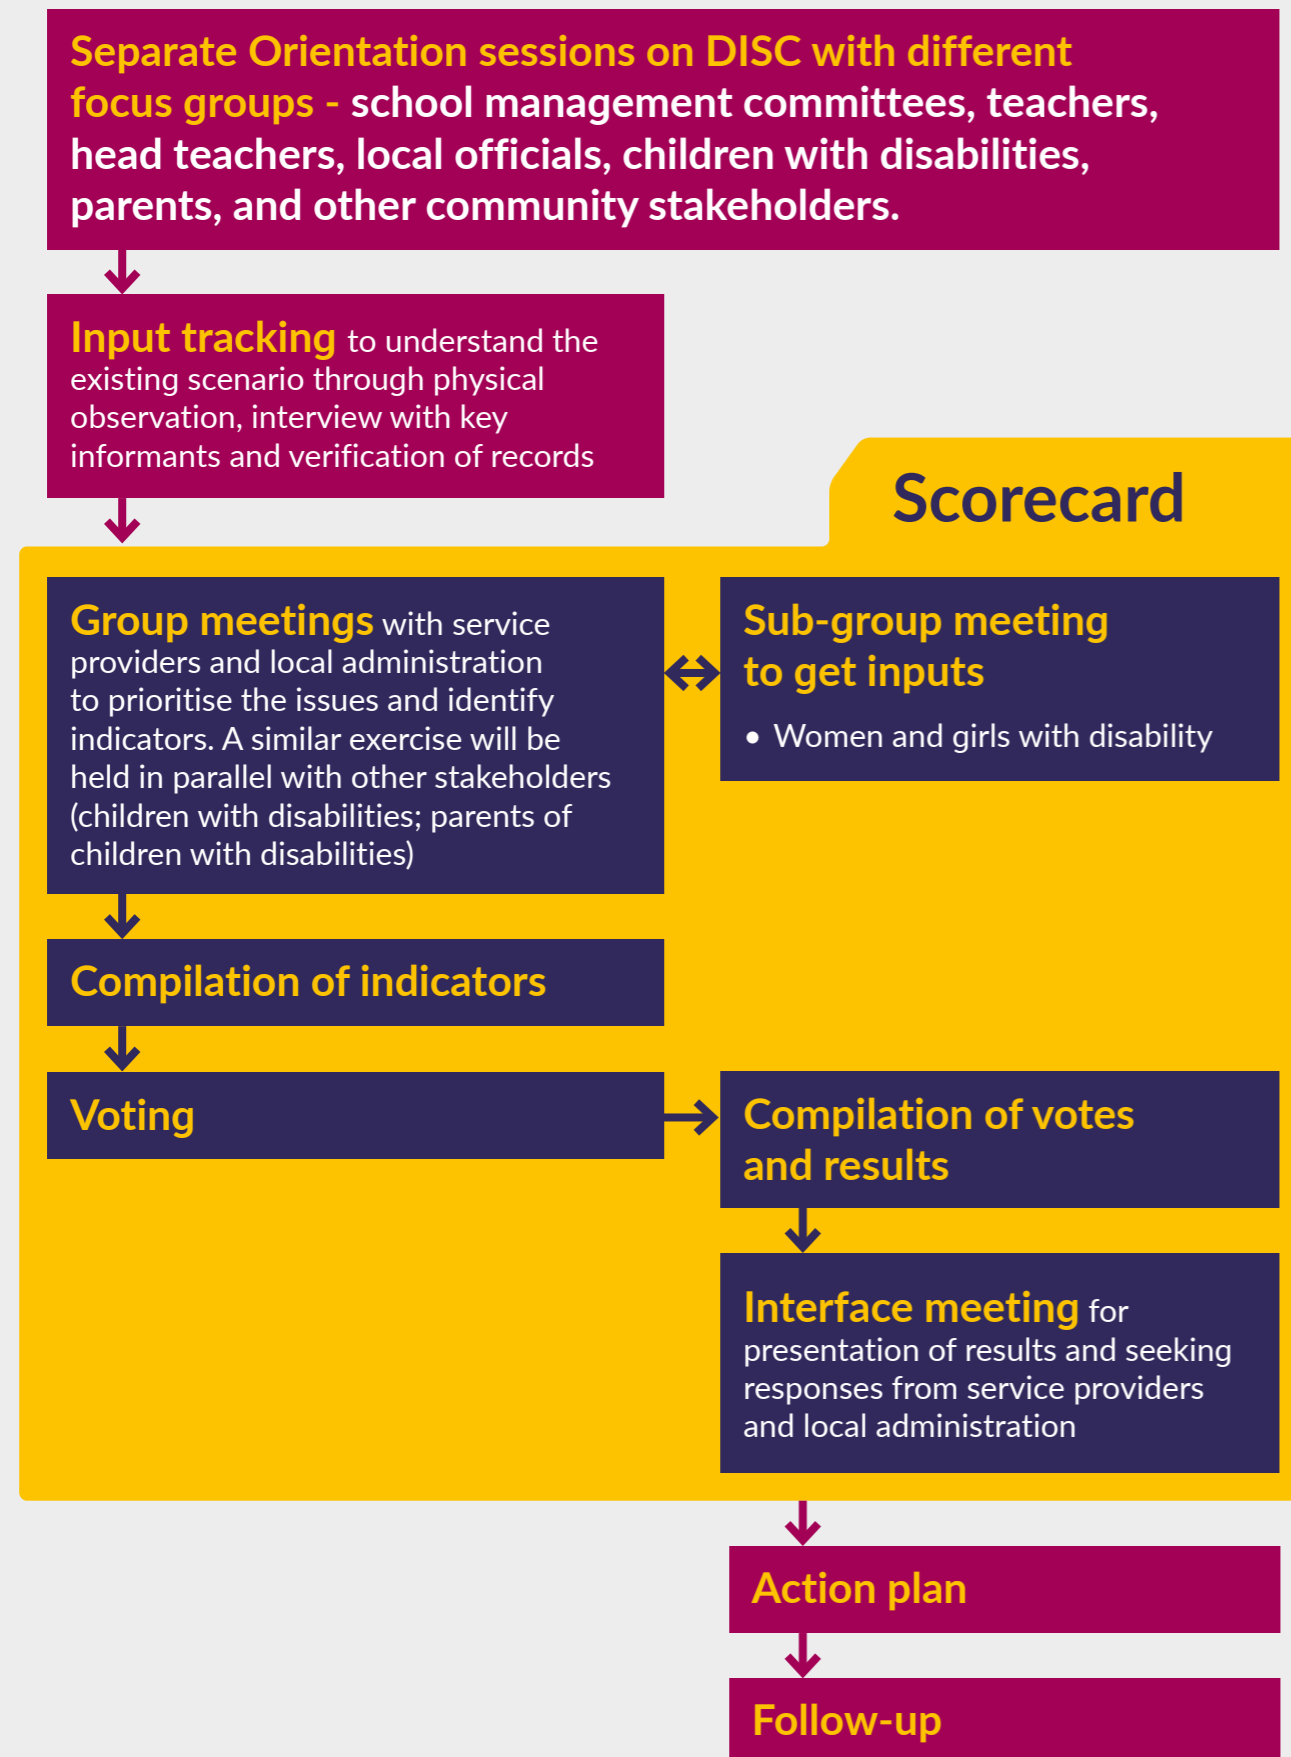 Separate Orientation sessions on DISC with different
focus groups - school management committees, teachers,
head teachers, local officials, children with disabilities,
parents, and other community stakeholders.
Input tracking to understand the
existing scenario through physical
observation, interview with key
informants and verification of records
Scorecard
Group meetings with service
providers and local administration
to prioritise the issues and identify
indicators. A similar exercise will be
held in parallel with other stakeholders
(children with disabilities; parents of
children with disabilities)
Sub-group meeting
to get inputs
• Women and girls with disability
Compilation of indicators
Voting
Compilation of votes
and results
Interface meeting for
presentation of results and seeking
responses from service providers
and local administration
Action plan
Follow-up